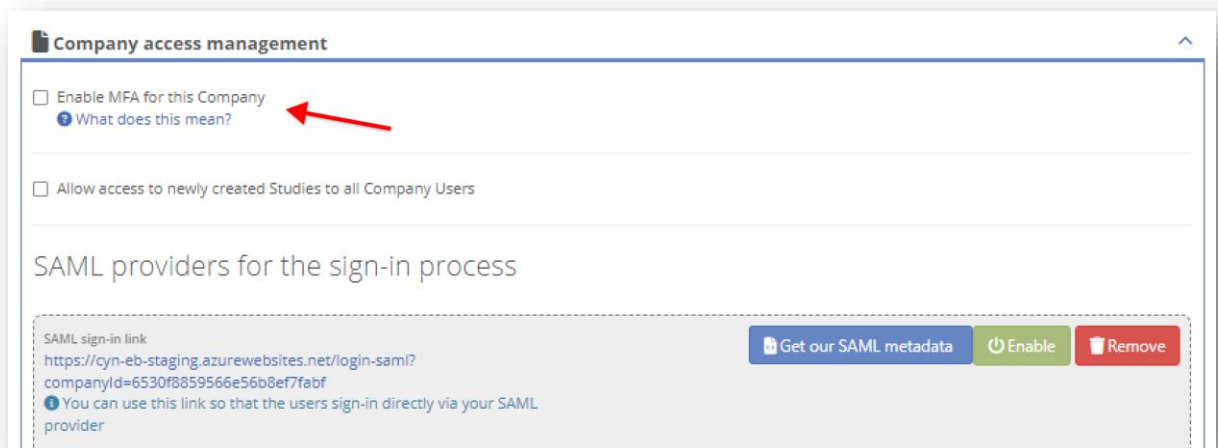 Company access management
Enable MFA for this Company
What does this mean?
Allow access to newly created Studies to all Company Users
SAML providers for the sign-in process
SAML sign-in link
Get our SAML metadata
Enable
Remove
https://cyn-eb-staging.azurewebsites.net/login-saml?
companyId=6530f8859566e56b8ef7fabf
You can use this link so that the users sign-in directly via your SAML
provider